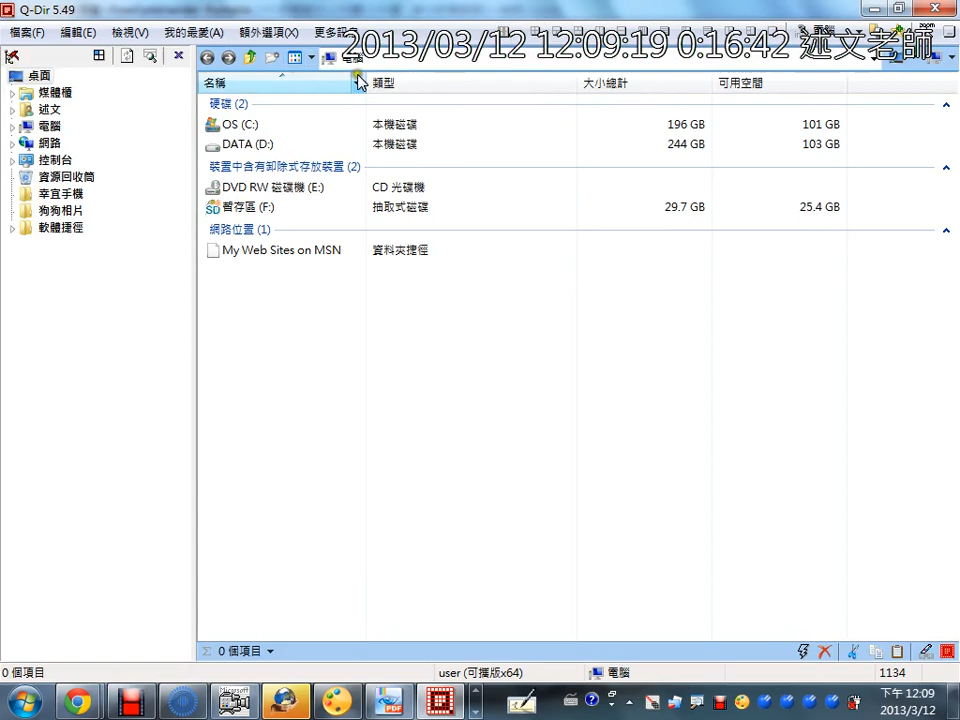 Q-Dir 5.49
檔案(F) 編輯(E) 檢視(V) 我的最愛(A) 額外選項(X) 更多
2013/03/12 12:09:19 0:16:42 述文老師
桌面
媒體櫃
述文
電腦
網路
控制台
資源回收筒
幸宜手機
狗狗相片
軟體捷徑
名稱 類型 大小總計 可用空間
硬碟 (2)
OS (C:) 本機磁碟 196 GB 101 GB
DATA (D:) 本機磁碟 244 GB 103 GB
裝置中含有卸除式存放裝置 (2)
DVD RW 磁碟機 (E:) CD 光碟機
暫存區 (F:) 抽取式磁碟 29.7 GB 25.4 GB
網路位置 (1)
My Web Sites on MSN 資料夾捷徑
0 個項目
0 個項目 user (可攜版x64) 電腦 1134
下午 12:09
2013/3/12